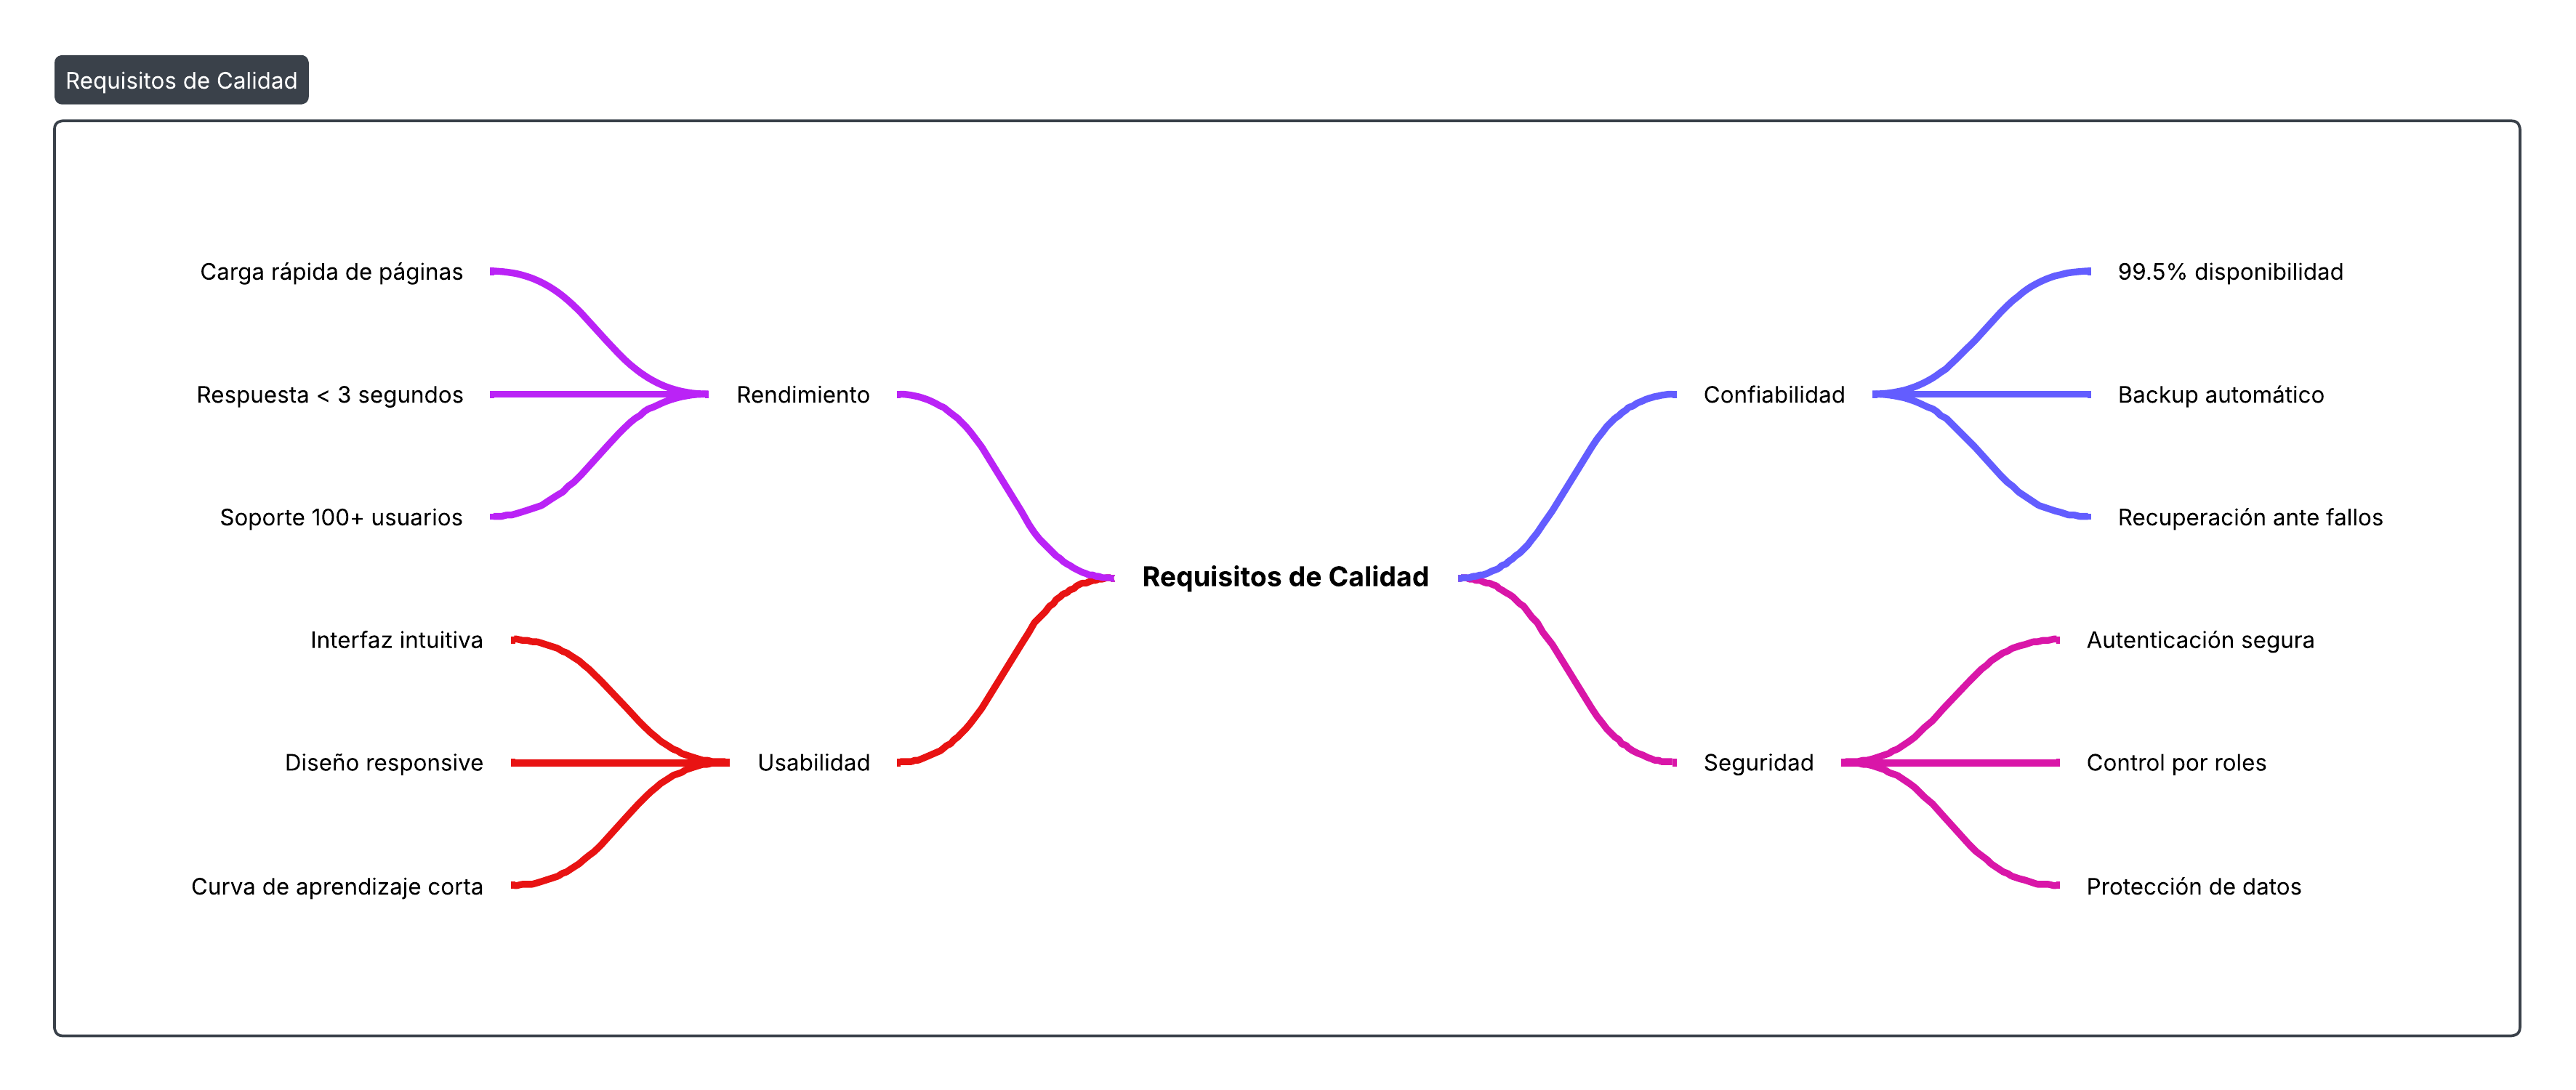 Requisitos de Calidad
Carga rápida de páginas
Respuesta < 3 segundos
Soporte 100+ usuarios
Rendimiento
Interfaz intuitiva
Diseño responsive
Curva de aprendizaje corta
Usabilidad
Requisitos de Calidad
Confiabilidad
99.5% disponibilidad
Backup automático
Recuperación ante fallos
Seguridad
Autenticación segura
Control por roles
Protección de datos